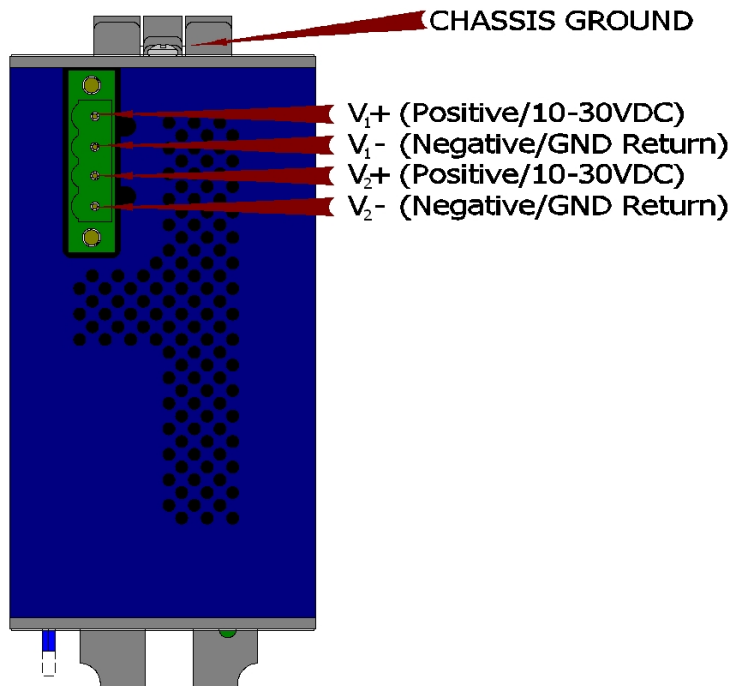 CHASSIS GROUND
V₁+ (Positive/10-30VDC)
V₁- (Negative/GND Return)
V₂+ (Positive/10-30VDC)
V₂- (Negative/GND Return)